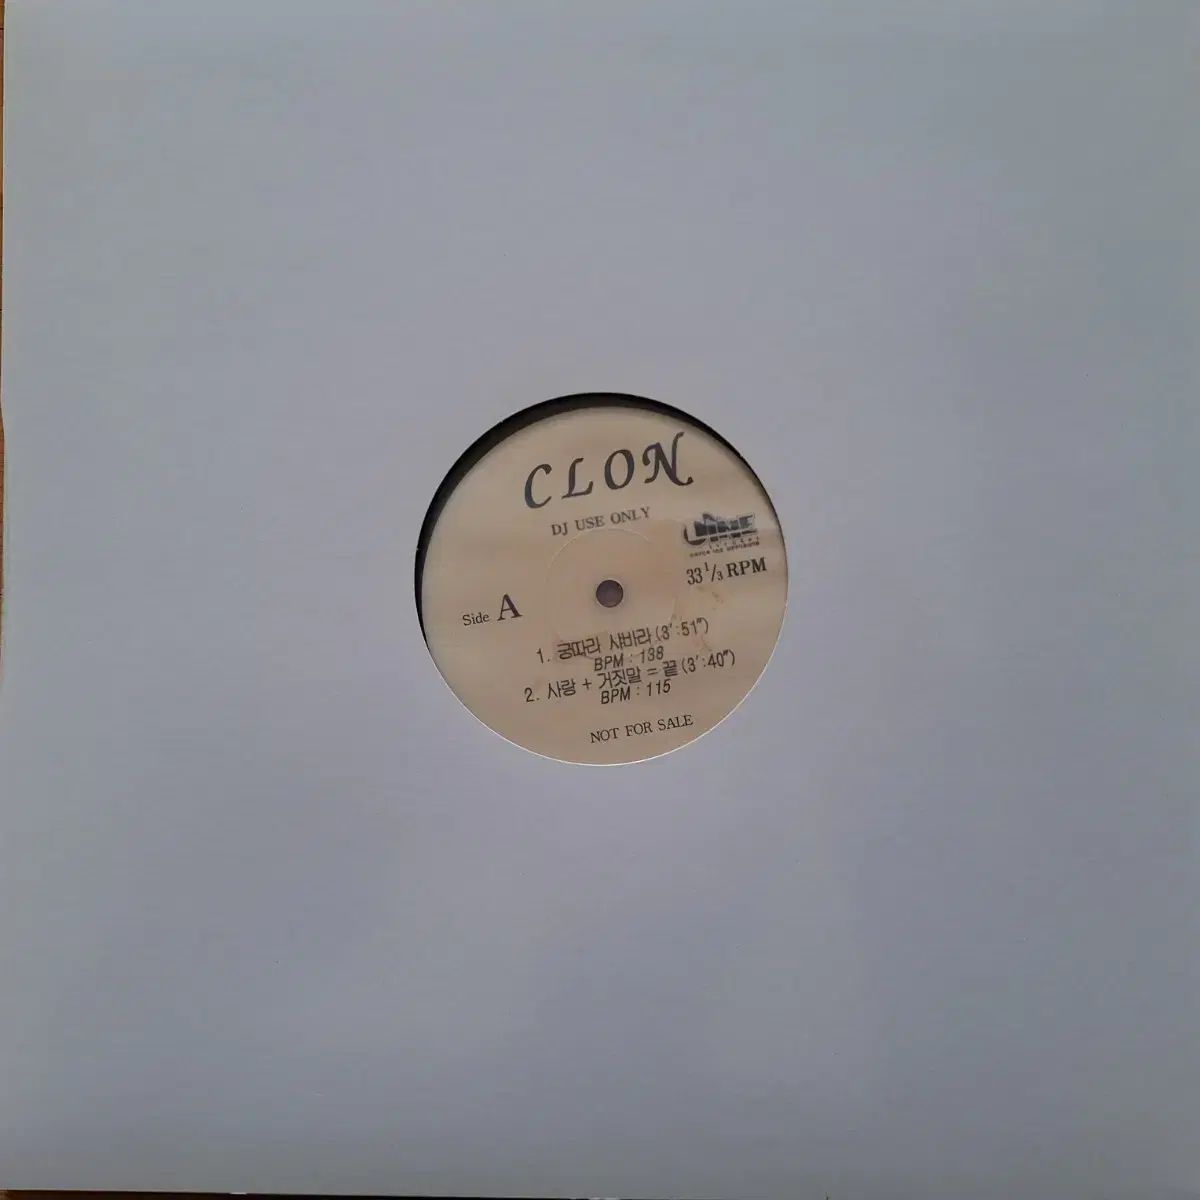 CLON
DJ USE ONLY
LINE
33 1/3 RPM
Side A
1. 쿵따리 샤바라 (3':51")
BPM : 138
2. 사랑 + 거짓말 = 끝 (3':40")
BPM : 115
NOT FOR SALE